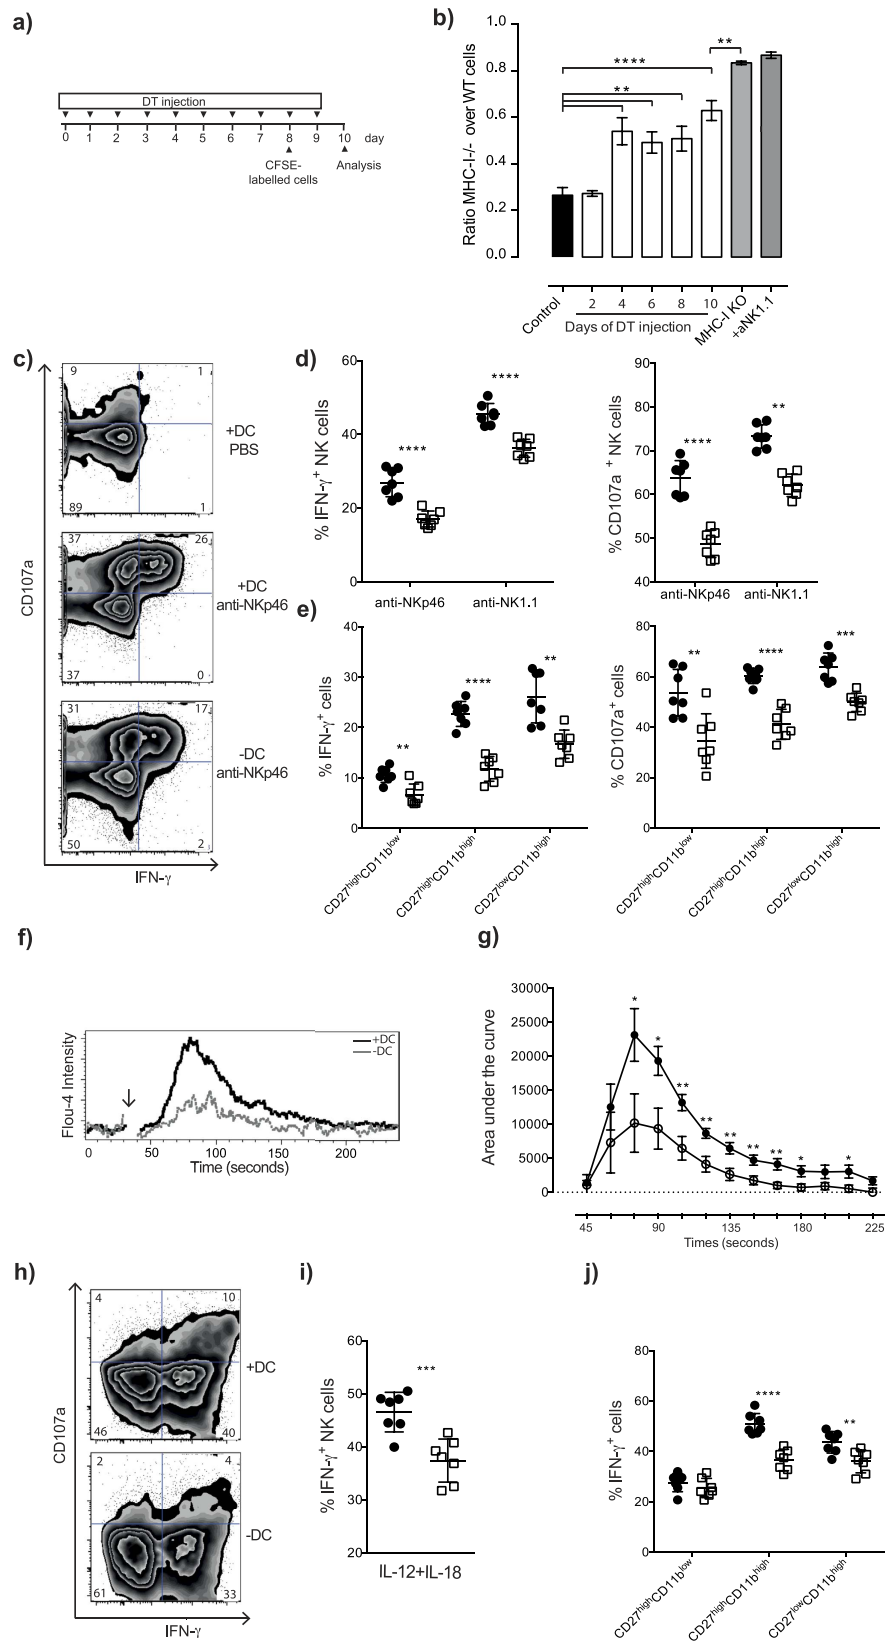 a)
DT injection
0 1 2 3 4 5 6 7 8 9 10 day
CFSE-
labelled cells
Analysis
b)
Ratio MHC-I-/- over WT cells
1.0
0.8
0.6
0.4
0.2
0.0
**
****
**
Control
2 4 6 8 10
Days of DT injection
MHC-I KO
+aNK1.1
c)
CD107a
9 1
89 1
+DC
PBS
37 26
37 0
+DC
anti-NKp46
31 17
50 2
-DC
anti-NKp46
IFN-γ
d)
% IFN-γ+ NK cells
60
40
20
0
****
****
anti-NKp46 anti-NK1.1
% CD107a + NK cells
90
80
70
60
50
40
****
**
anti-NKp46 anti-NK1.1
e)
% IFN-γ+ cells
40
30
20
10
0
**
****
**
CD27highCD11blow
CD27highCD11bhigh
CD27lowCD11bhigh
% CD107a+ cells
80
60
40
20
0
**
****
***
CD27highCD11blow
CD27highCD11bhigh
CD27lowCD11bhigh
f)
Flou-4 Intensity
+DC
-DC
0 50 100 150 200
Time (seconds)
g)
Area under the curve
30000
25000
20000
15000
10000
5000
0
* * ** ** ** ** ** * *
45 90 135 180 225
Times (seconds)
h)
CD107a
4 10
46 40
+DC
2 4
61 33
-DC
IFN-γ
i)
% IFN-γ+ NK cells
60
50
40
30
20
***
IL-12+IL-18
j)
% IFN-γ+ cells
80
60
40
20
0
****
**
CD27highCD11blow
CD27highCD11bhigh
CD27lowCD11bhigh